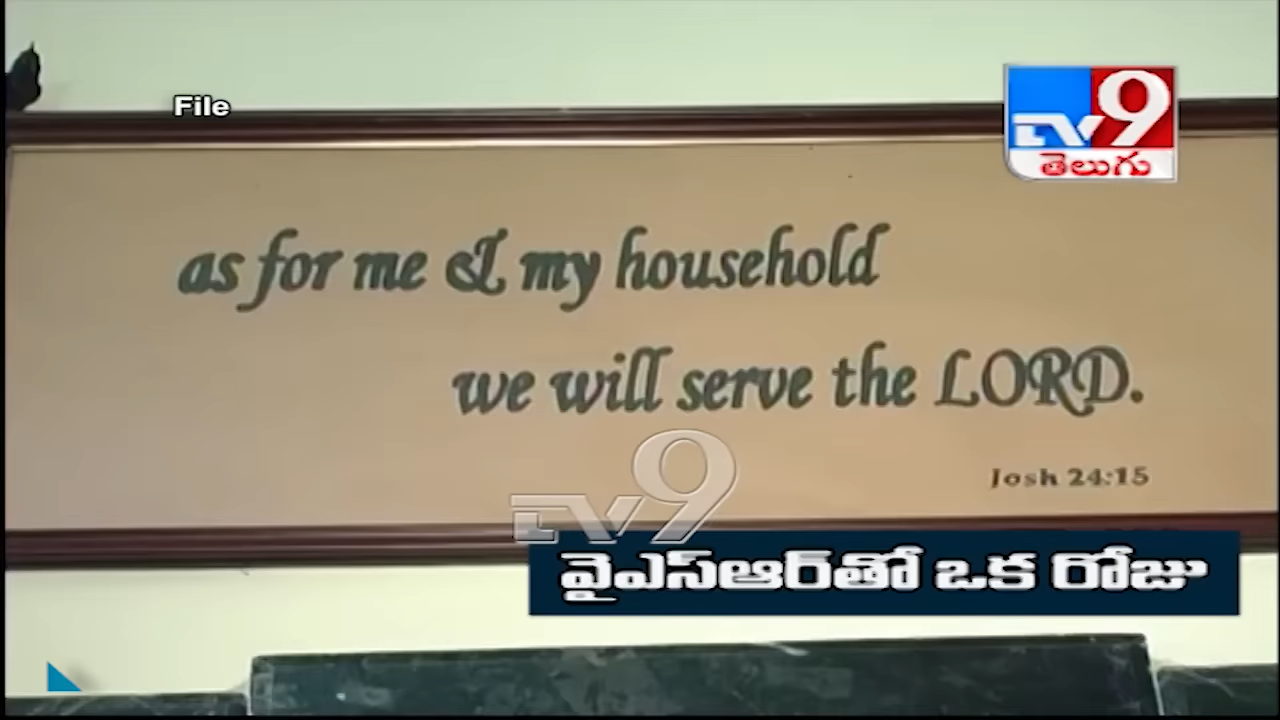 File
TV9
తెలుగు
as for me & my household
we will serve the LORD.
Josh 24:15
TV9
వైఎస్ఆర్‌తో ఒక రోజు